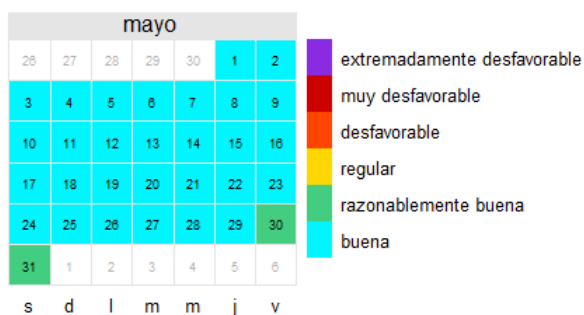 mayo
26 27 28 29 30 1 2
3 4 5 6 7 8 9
10 11 12 13 14 15 16
17 18 19 20 21 22 23
24 25 26 27 28 29 30
31 1 2 3 4 5 6
s d l m m j v
extremadamente desfavorable
muy desfavorable
desfavorable
regular
razonablemente buena
buena